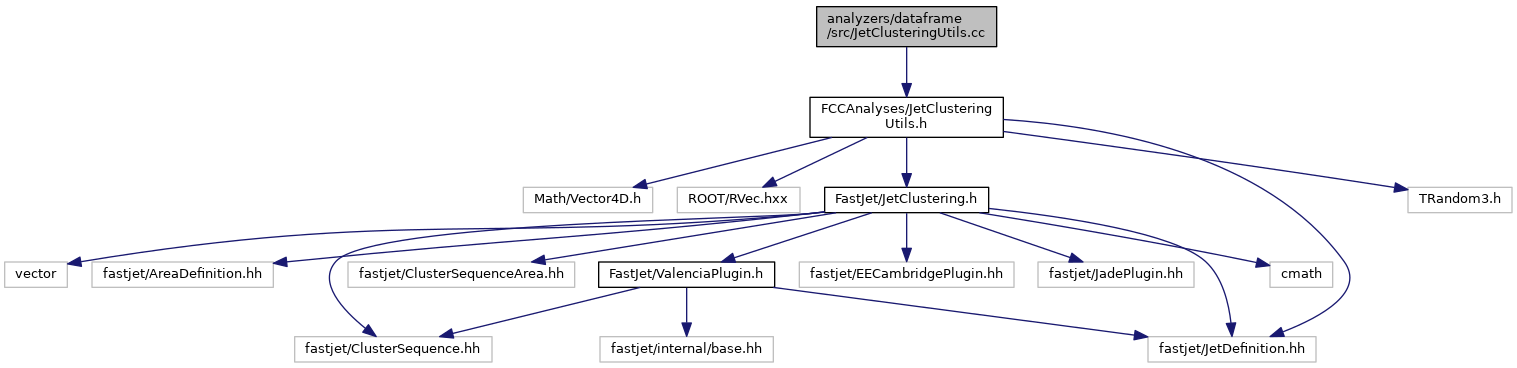 analyzers/dataframe
/src/JetClusteringUtils.cc
FCCAnalyses/JetClustering
Utils.h
Math/Vector4D.h
ROOT/RVec.hxx
FastJet/JetClustering.h
TRandom3.h
vector
fastjet/AreaDefinition.hh
fastjet/ClusterSequenceArea.hh
FastJet/ValenciaPlugin.h
fastjet/EECambridgePlugin.hh
fastjet/JadePlugin.hh
cmath
fastjet/ClusterSequence.hh
fastjet/internal/base.hh
fastjet/JetDefinition.hh